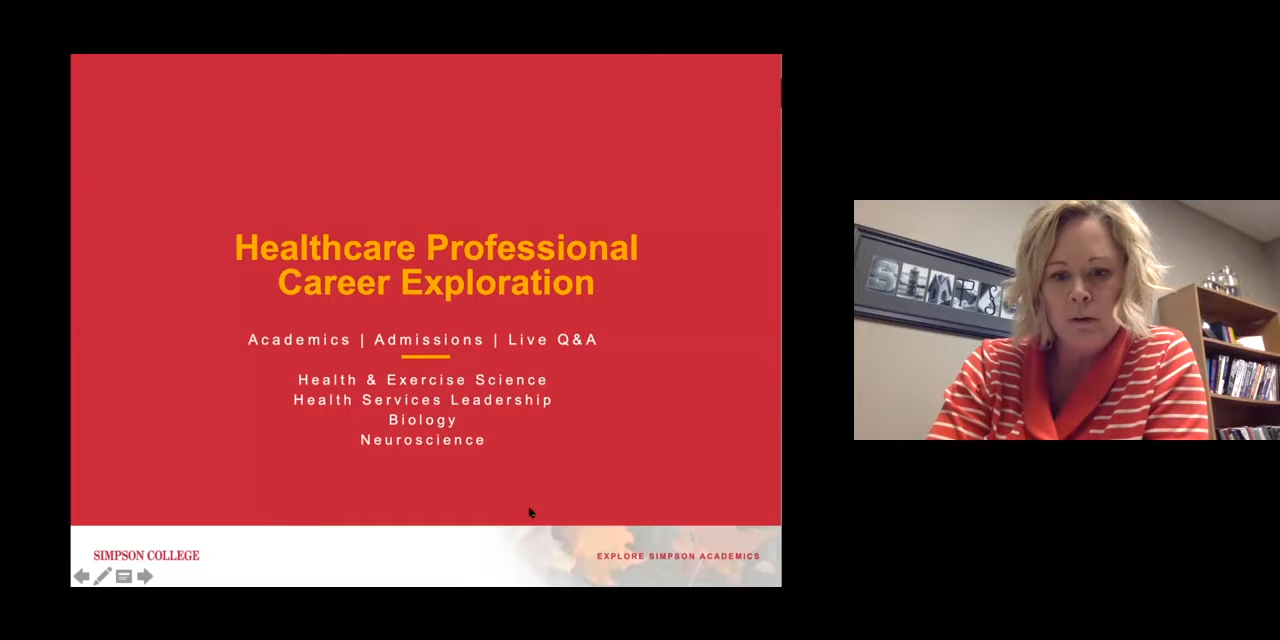 Healthcare Professional
Career Exploration
Academics | Admissions | Live Q&A
Health & Exercise Science
Health Services Leadership
Biology
Neuroscience
SIMPSON COLLEGE
EXPLORE SIMPSON ACADEMICS